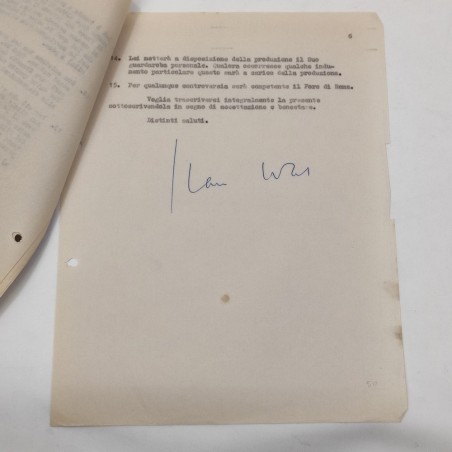 6
14. Lei metterà a disposizione della produzione il suo
guardaroba personale. Qualora occorresse qualche indu-
mento particolare questo sarà a carico della produzione.
15. Per qualunque controversia sarà competente il Foro di Roma.
Voglia trascriverci integralmente la presente
sottoscrivendola in segno di accettazione e benestare.
Distinti saluti.